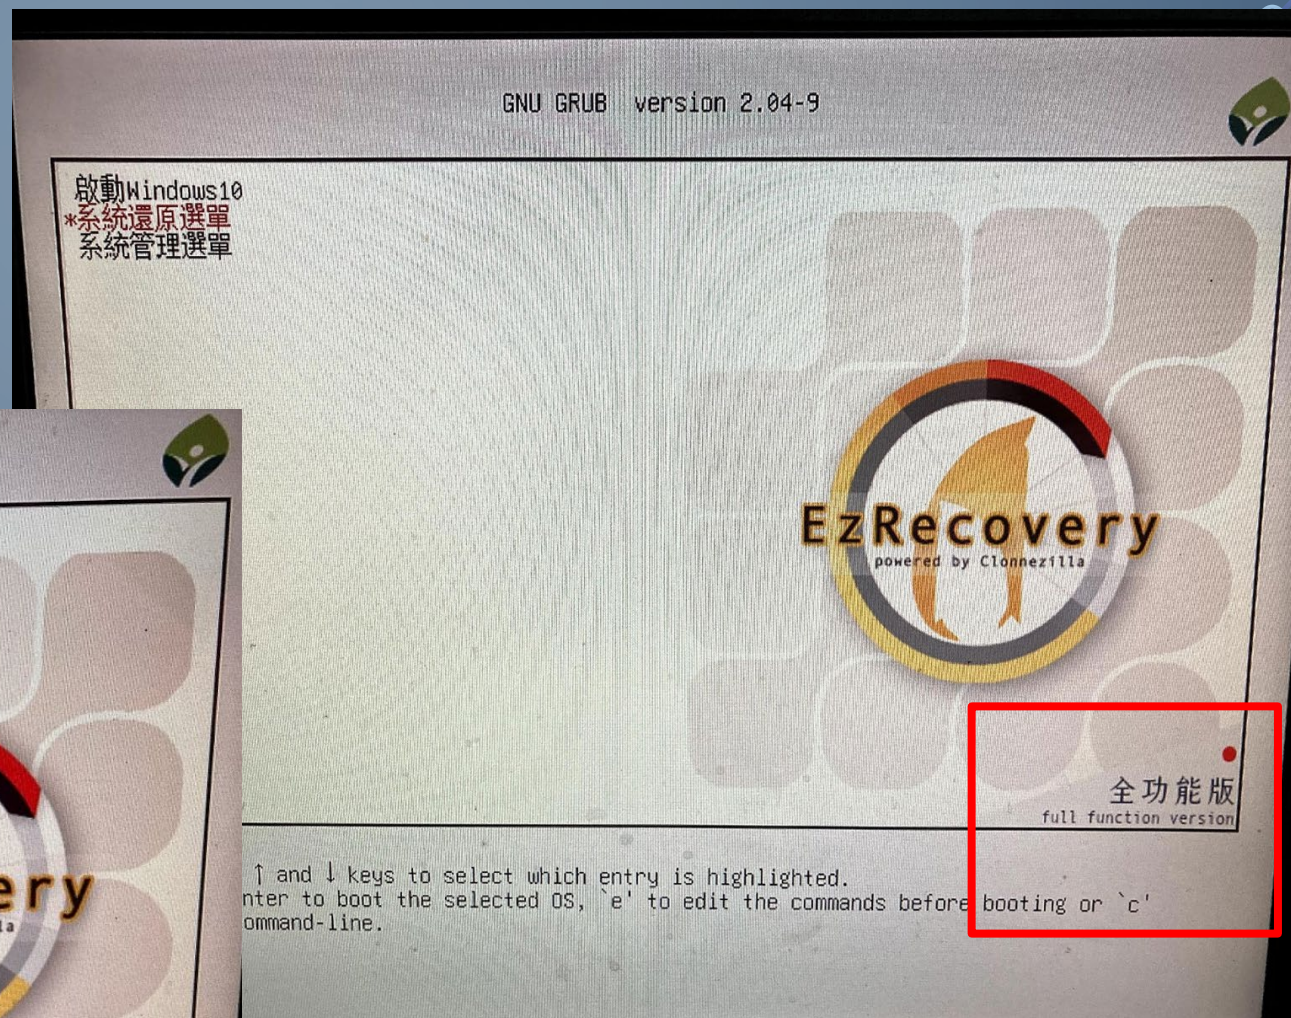 GNU GRUB version 2.04-9
啟動Windows10
*系統還原選單
系統管理選單
EzRecovery
powered by Clonnezilla
全功能版
full function version
↑ and ↓ keys to select which entry is highlighted.
nter to boot the selected OS, `e' to edit the commands before booting or `c'
ommand-line.
ery
la